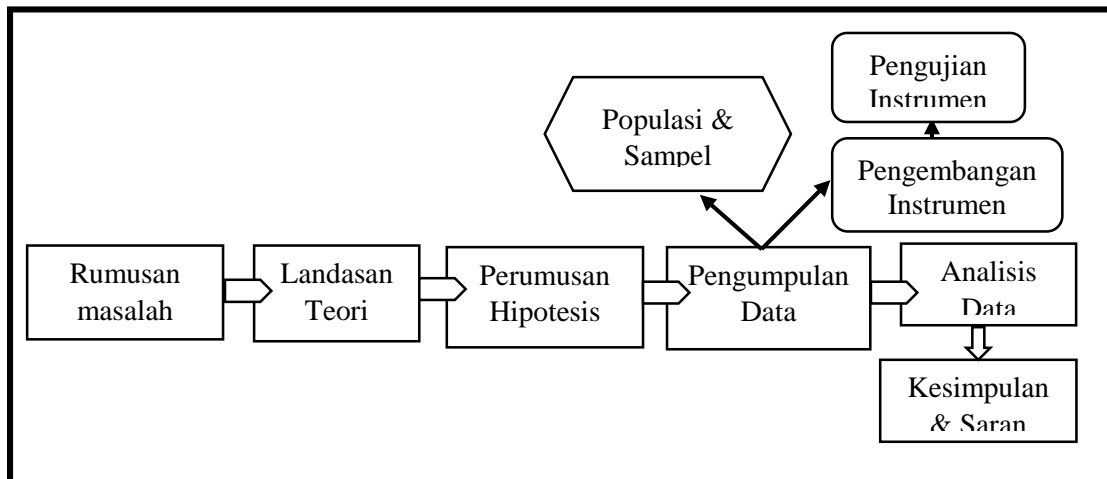 Pengujian
Instrumen
Populasi &
Sampel
Pengembangan
Instrumen
Rumusan
masalah
Landasan
Teori
Perumusan
Hipotesis
Pengumpulan
Data
Analisis
Data
Kesimpulan
& Saran